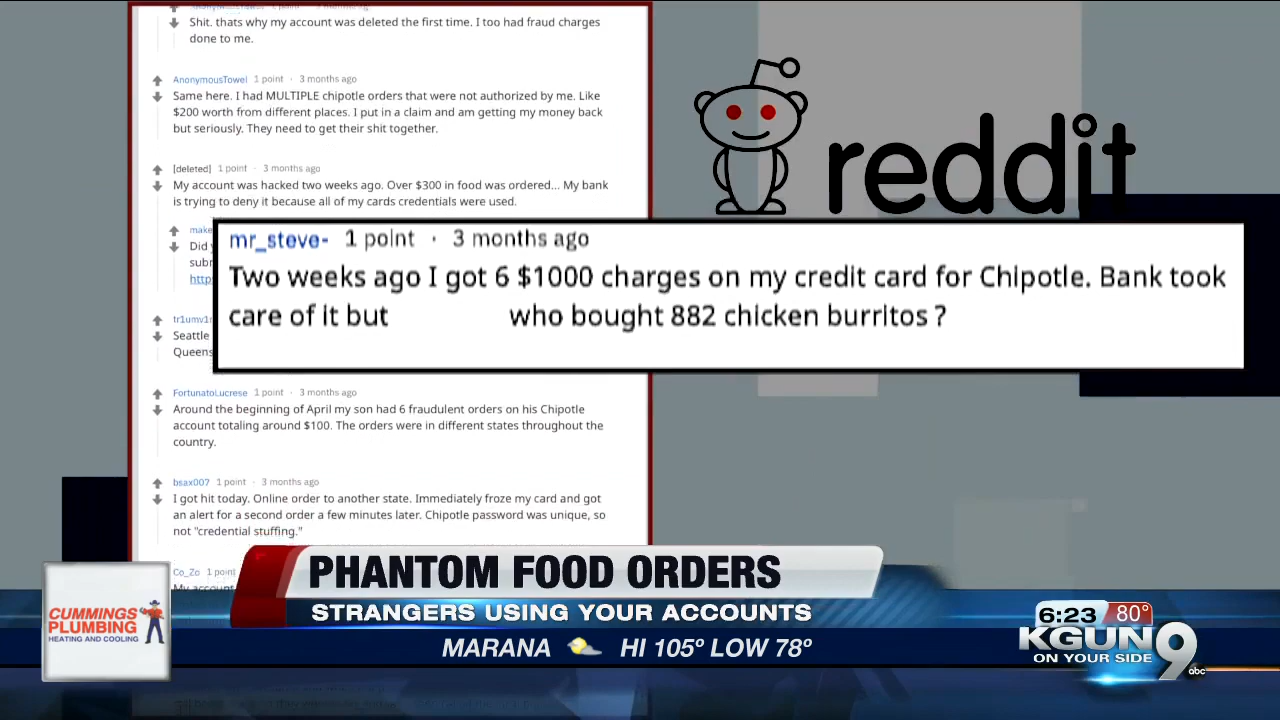 Shit. thats why my account was deleted the first time. I too had fraud charges
done to me.
AnonymousTowel 1 point · 3 months ago
Same here. I had MULTIPLE chipotle orders that were not authorized by me. Like
$200 worth from different places. I put in a claim and am getting my money back
but seriously. They need to get their shit together.
[deleted] 1 point · 3 months ago
My account was hacked two weeks ago. Over $300 in food was ordered... My bank
is trying to deny it because all of my cards credentials were used.
make
Did
subr
http
tr1umv1r
Seattle
Queens
reddit
mr_steve- 1 point · 3 months ago
Two weeks ago I got 6 $1000 charges on my credit card for Chipotle. Bank took
care of it but who bought 882 chicken burritos ?
FortunatoLucrese 1 point · 3 months ago
Around the beginning of April my son had 6 fraudulent orders on his Chipotle
account totaling around $100. The orders were in different states throughout the
country.
bsax007 1 point · 3 months ago
I got hit today. Online order to another state. Immediately froze my card and got
an alert for a second order a few minutes later. Chipotle password was unique, so
not "credential stuffing."
Co_Zo 1 point
My account
PHANTOM FOOD ORDERS
STRANGERS USING YOUR ACCOUNTS
MARANA HI 105º LOW 78º
CUMMINGS
PLUMBING
HEATING AND COOLING
6:23 80°
KGUN 9
ON YOUR SIDE
abc